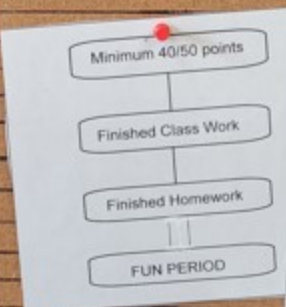 Minimum 40/50 points
Finished Class Work
Finished Homework
FUN PERIOD